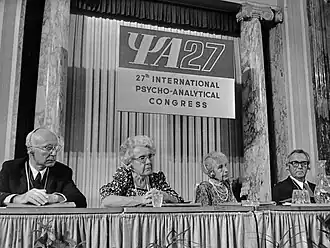 ΨA27
27th INTERNATIONAL
PSYCHO-ANALYTICAL
CONGRESS